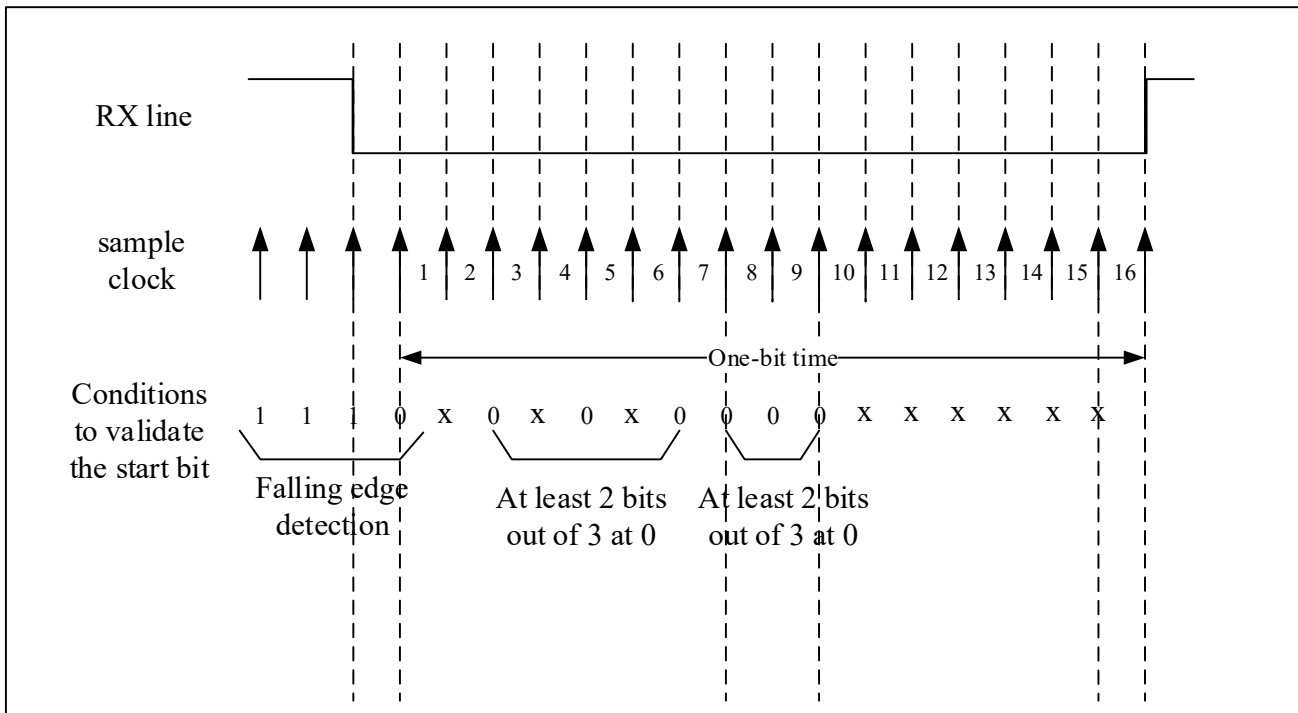 RX line
sample
clock
1 2 3 4 5 6 7 8 9 10 11 12 13 14 15 16
One-bit time
Conditions
to validate
the start bit
1 1 1 0 x 0 x 0 x 0 0 0 0 x x x x x x
Falling edge
detection
At least 2 bits
out of 3 at 0
At least 2 bits
out of 3 at 0